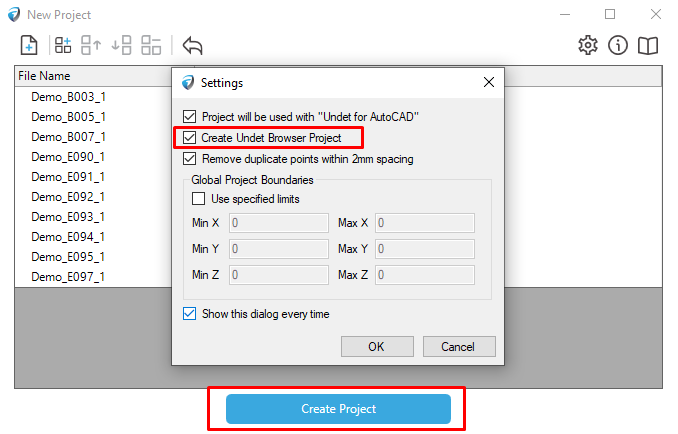 New Project
File Name
Demo_B003_1
Demo_B005_1
Demo_B007_1
Demo_E090_1
Demo_E091_1
Demo_E092_1
Demo_E093_1
Demo_E094_1
Demo_E095_1
Demo_E097_1
Settings
Project will be used with "Undet for AutoCAD"
Create Undet Browser Project
Remove duplicate points within 2mm spacing
Global Project Boundaries
Use specified limits
Min X 0 Max X 0
Min Y 0 Max Y 0
Min Z 0 Max Z 0
Show this dialog every time
OK Cancel
Create Project